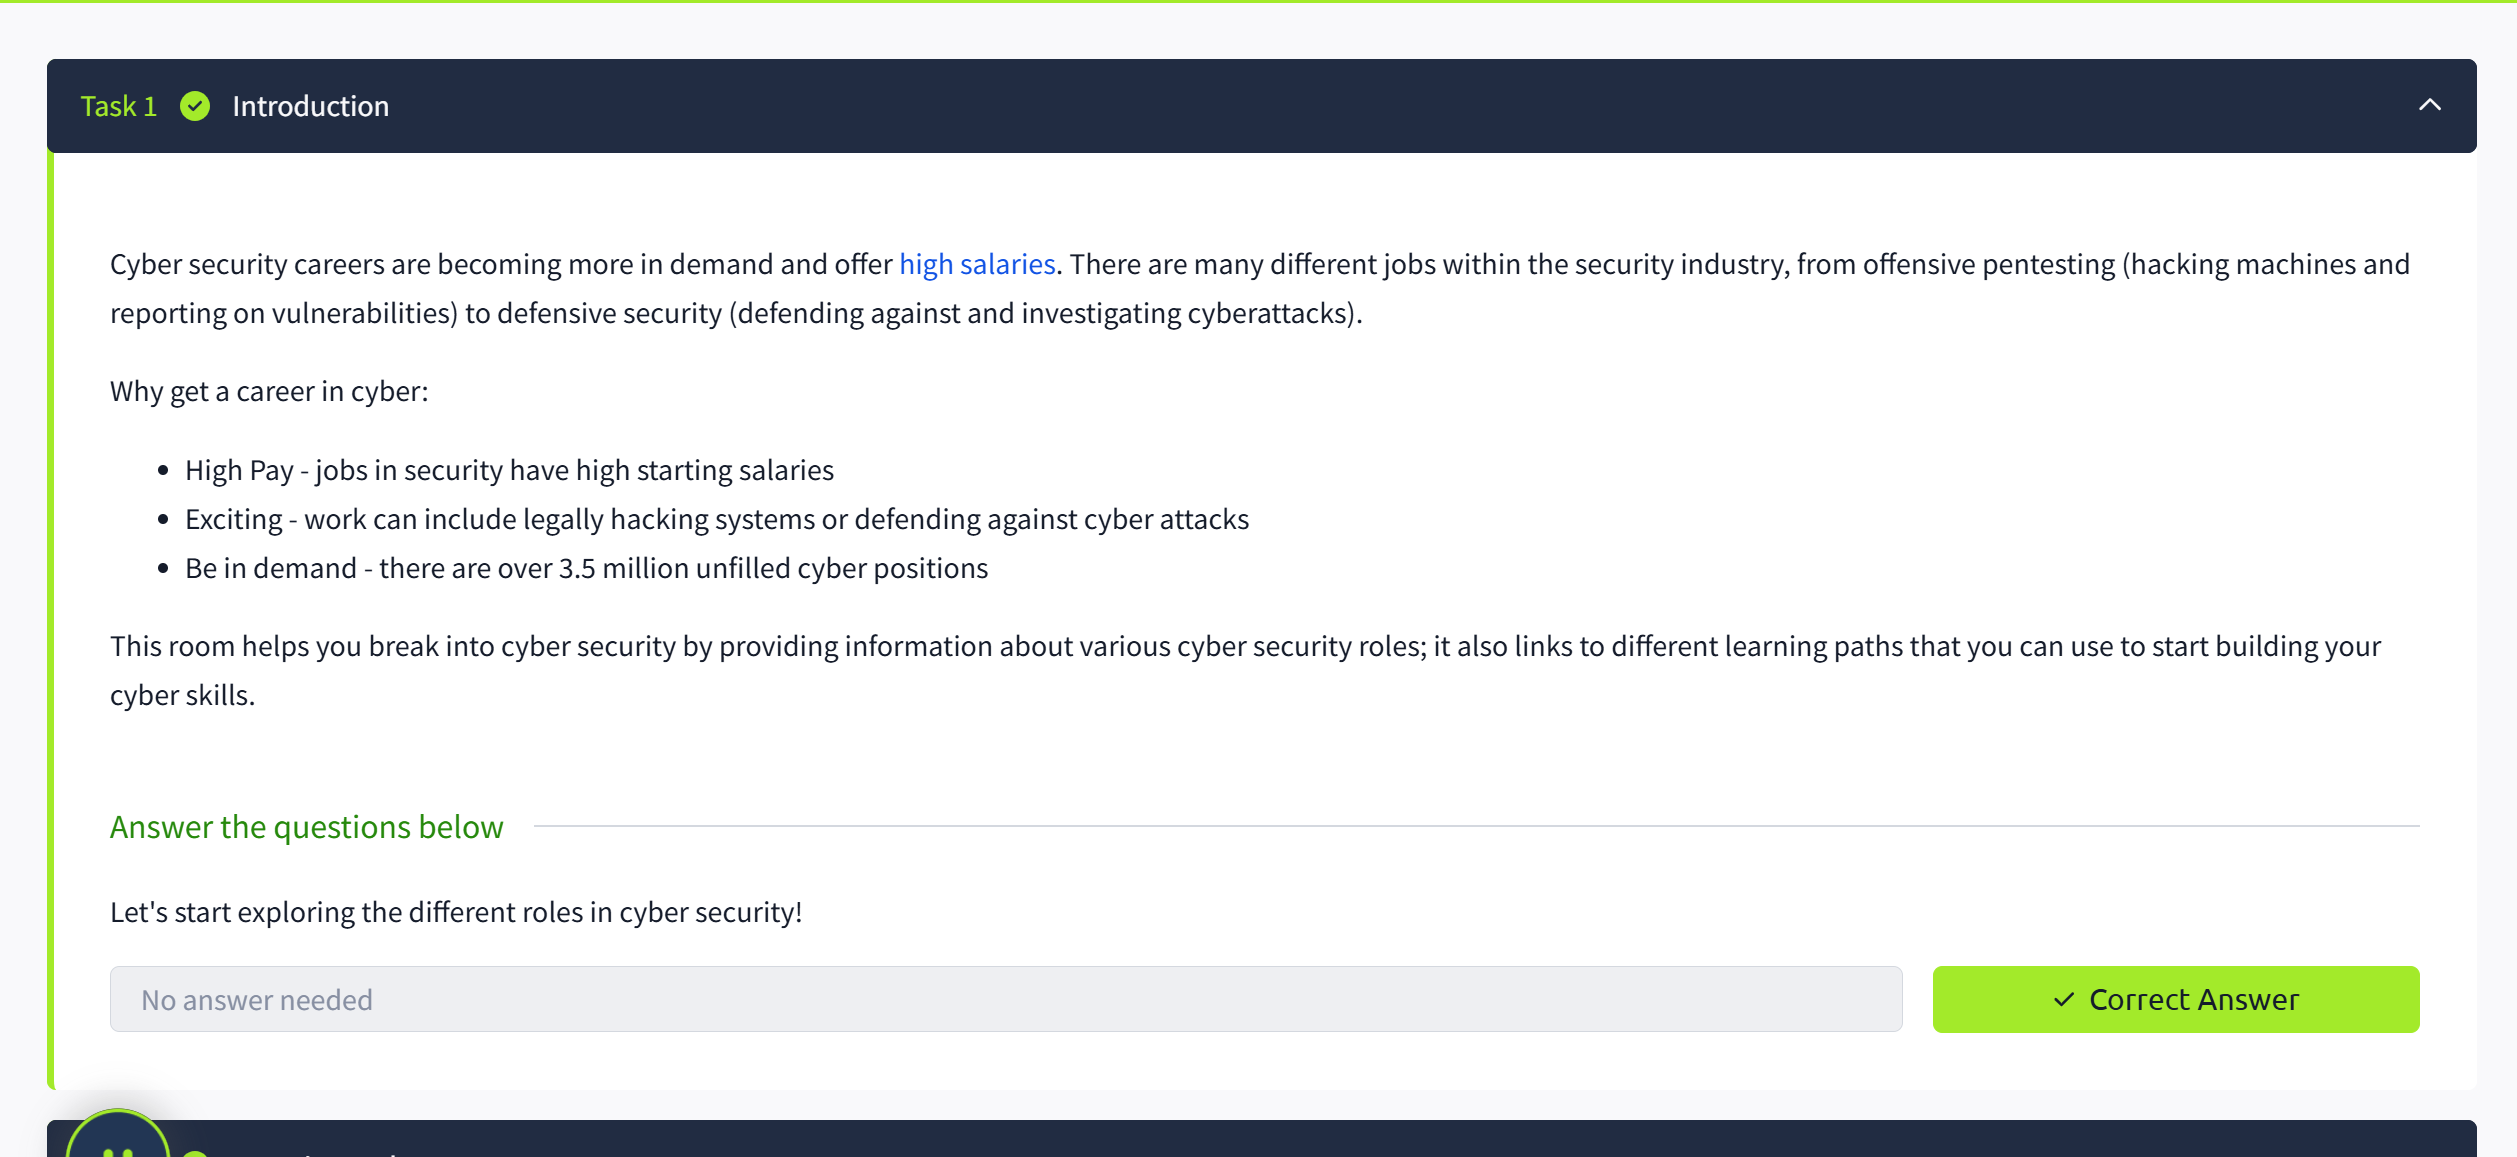 Task 1 Introduction
Cyber security careers are becoming more in demand and offer high salaries. There are many different jobs within the security industry, from offensive pentesting (hacking machines and
reporting on vulnerabilities) to defensive security (defending against and investigating cyberattacks).
Why get a career in cyber:
• High Pay - jobs in security have high starting salaries
• Exciting - work can include legally hacking systems or defending against cyber attacks
• Be in demand - there are over 3.5 million unfilled cyber positions
This room helps you break into cyber security by providing information about various cyber security roles; it also links to different learning paths that you can use to start building your
cyber skills.
Answer the questions below
Let's start exploring the different roles in cyber security!
No answer needed
Correct Answer